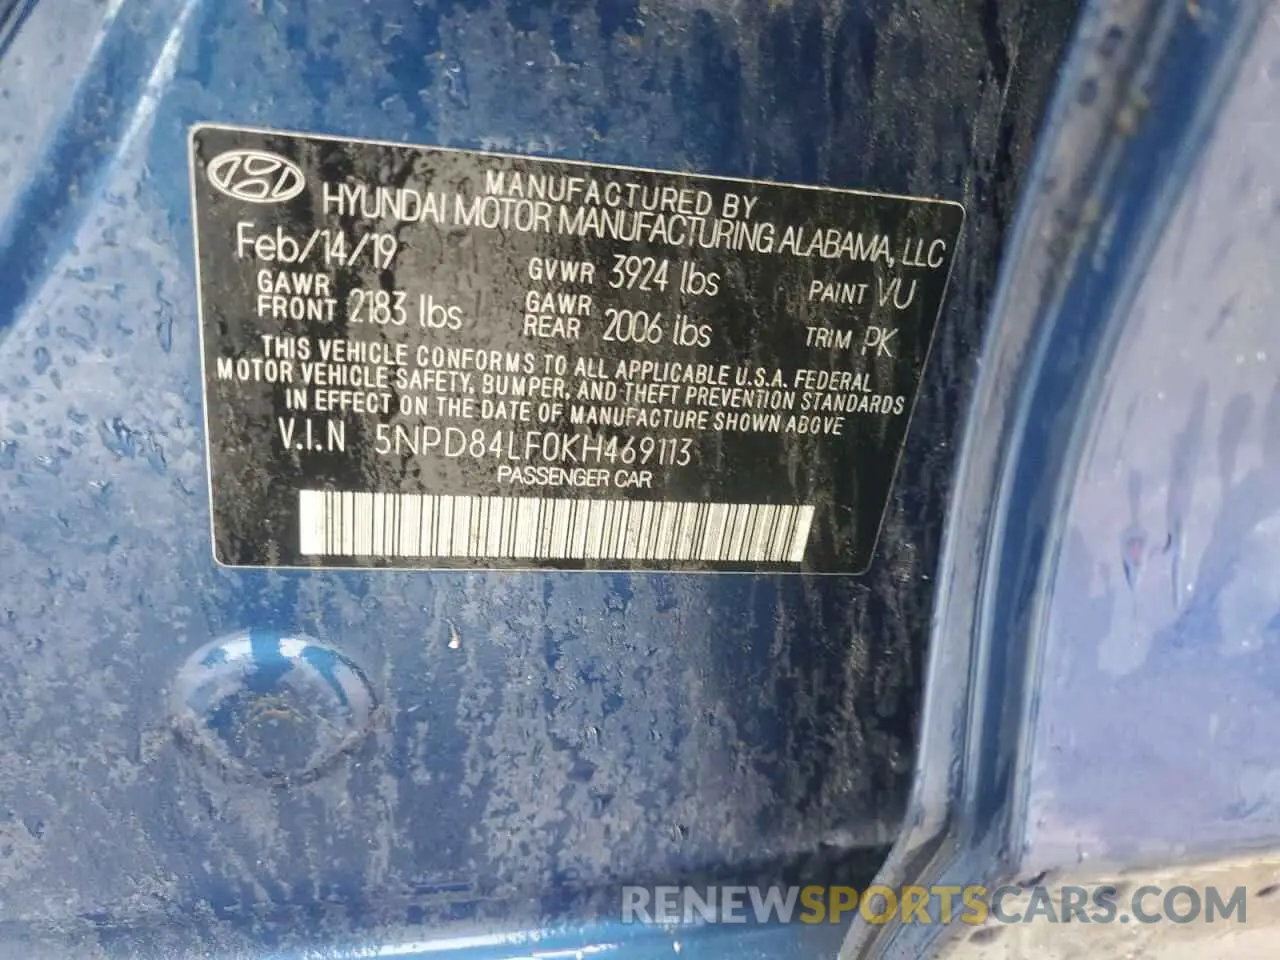 MANUFACTURED BY
HYUNDAI MOTOR MANUFACTURING ALABAMA, LLC
Feb/14/19 GVWR 3924 lbs PAINT VU
GAWR FRONT 2183 lbs GAWR REAR 2006 lbs TRIM PK
THIS VEHICLE CONFORMS TO ALL APPLICABLE U.S.A. FEDERAL
MOTOR VEHICLE SAFETY, BUMPER, AND THEFT PREVENTION STANDARDS
IN EFFECT ON THE DATE OF MANUFACTURE SHOWN ABOVE
V.I.N 5NPD84LF0KH469113
PASSENGER CAR
RENEWSPORTSCARS.COM